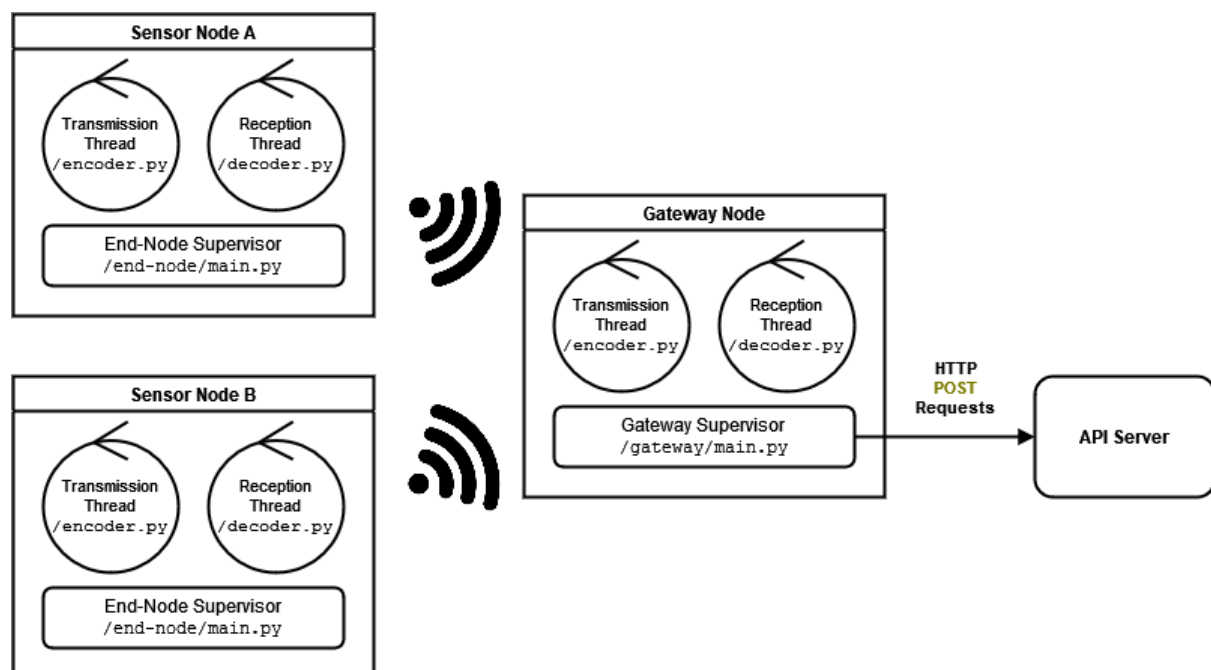 Sensor Node A
Transmission
Thread
/encoder.py
Reception
Thread
/decoder.py
End-Node Supervisor
/end-node/main.py
Sensor Node B
Transmission
Thread
/encoder.py
Reception
Thread
/decoder.py
End-Node Supervisor
/end-node/main.py
Gateway Node
Transmission
Thread
/encoder.py
Reception
Thread
/decoder.py
Gateway Supervisor
/gateway/main.py
HTTP
POST
Requests
API Server